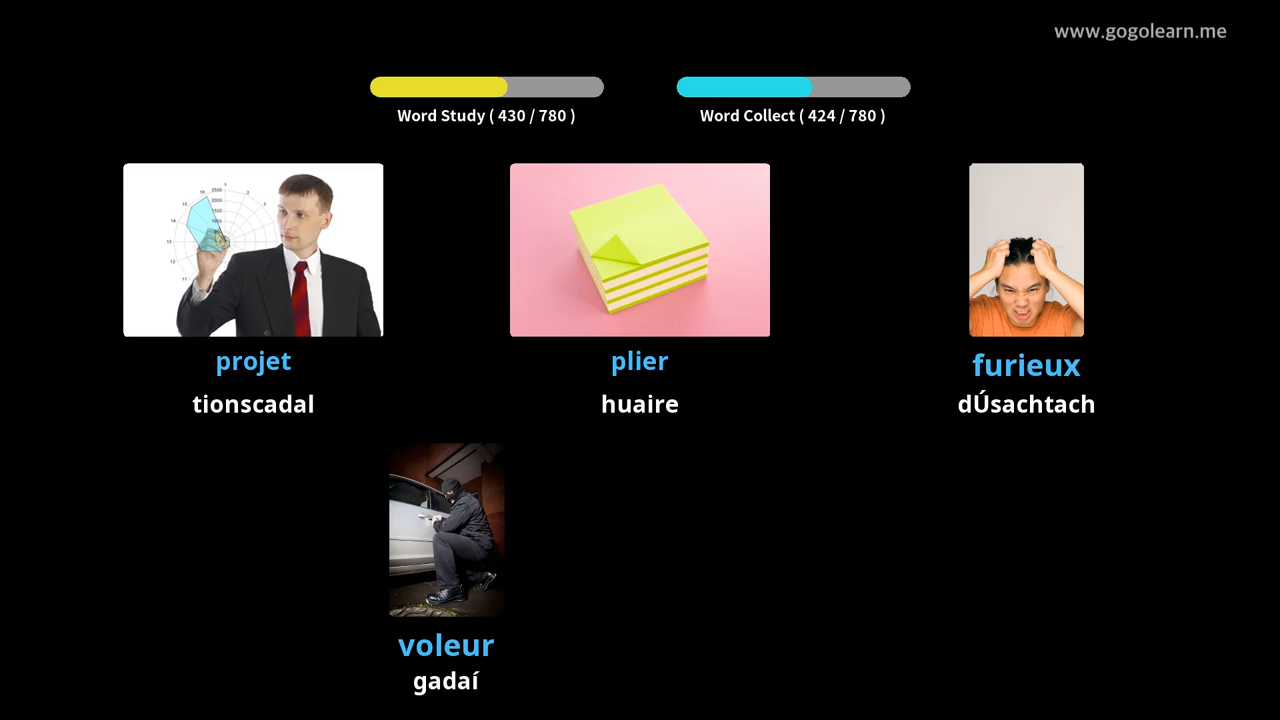 www.gogolearn.me
Word Study ( 430 / 780 )
Word Collect ( 424 / 780 )
projet
tionscadal
plier
huaire
furieux
dÚsachtach
voleur
gadaí